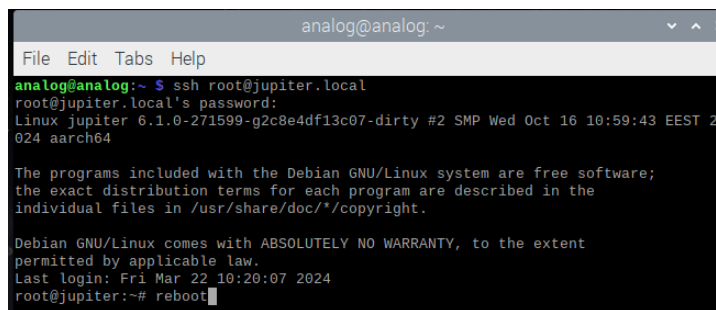 analog@analog: ~
File Edit Tabs Help
analog@analog:~ $ ssh root@jupiter.local
root@jupiter.local's password:
Linux jupiter 6.1.0-271599-g2c8e4df13c07-dirty #2 SMP Wed Oct 16 10:59:43 EEST 2
024 aarch64
The programs included with the Debian GNU/Linux system are free software;
the exact distribution terms for each program are described in the
individual files in /usr/share/doc/*/copyright.
Debian GNU/Linux comes with ABSOLUTELY NO WARRANTY, to the extent
permitted by applicable law.
Last login: Fri Mar 22 10:20:07 2024
root@jupiter:~# reboot